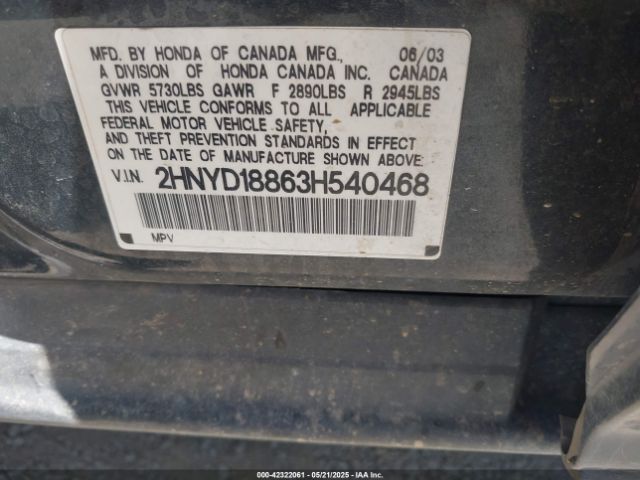 MFD. BY HONDA OF CANADA MFG., 06/03
A DIVISION OF HONDA CANADA INC. CANADA
GVWR 5730LBS GAWR F 2890LBS R 2945LBS
THIS VEHICLE CONFORMS TO ALL APPLICABLE
FEDERAL MOTOR VEHICLE SAFETY,
AND THEFT PREVENTION STANDARDS IN EFFECT
ON THE DATE OF MANUFACTURE SHOWN ABOVE.
V.I.N. 2HNYD18863H540468
MPV
000-42322061 - 05/21/2025 - IAAI.com